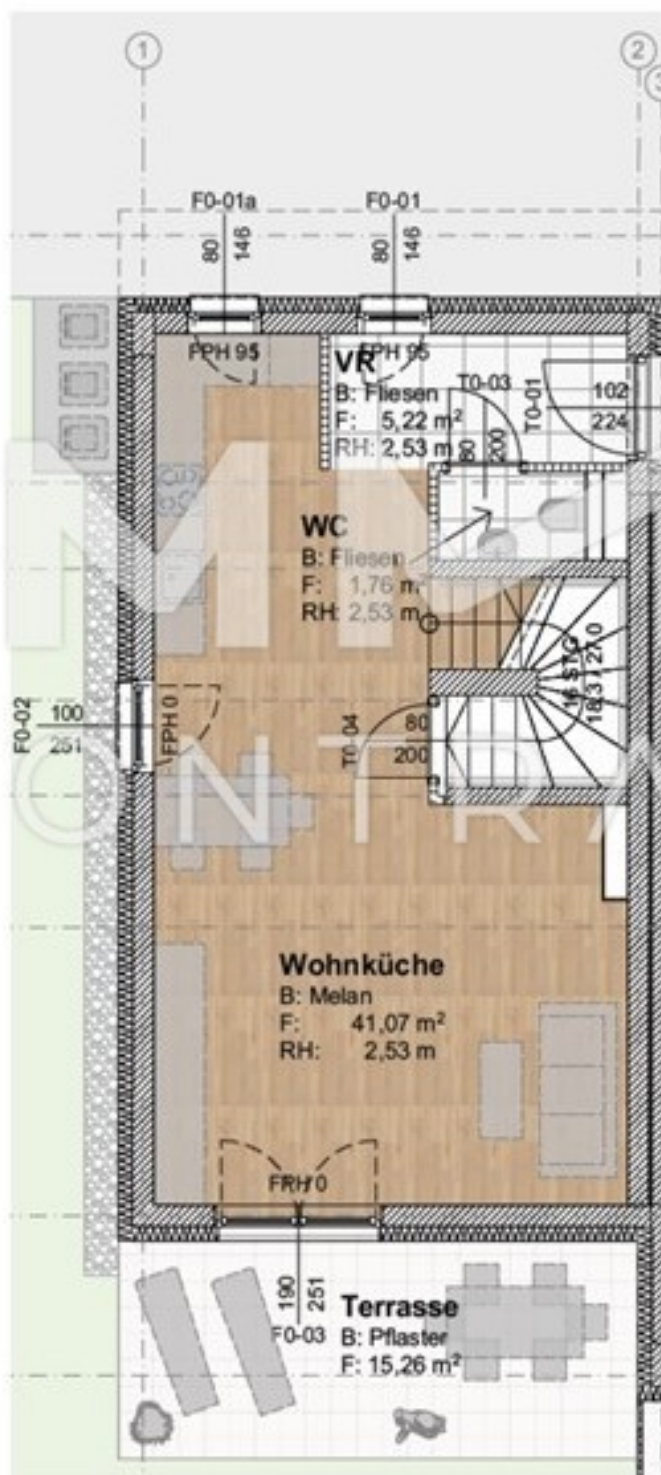 1
2
3
F0-01a
F0-01
80
146
80
146
FPH 95
FPH 95
VR
B: Fliesen
F: 5,22 m²
RH: 2,53 m
T0-03
80
200
T0-01
102
224
WC
B: Fliesen
F: 1,76 m²
RH: 2,53 m
16 STG
18,3 / 27,0
F0-02
100
251
FPH 0
T0-04
80
200
ONTRA
Wohnküche
B: Melan
F: 41,07 m²
RH: 2,53 m
FRH 0
190
251
F0-03
Terrasse
B: Pflaster
F: 15,26 m²